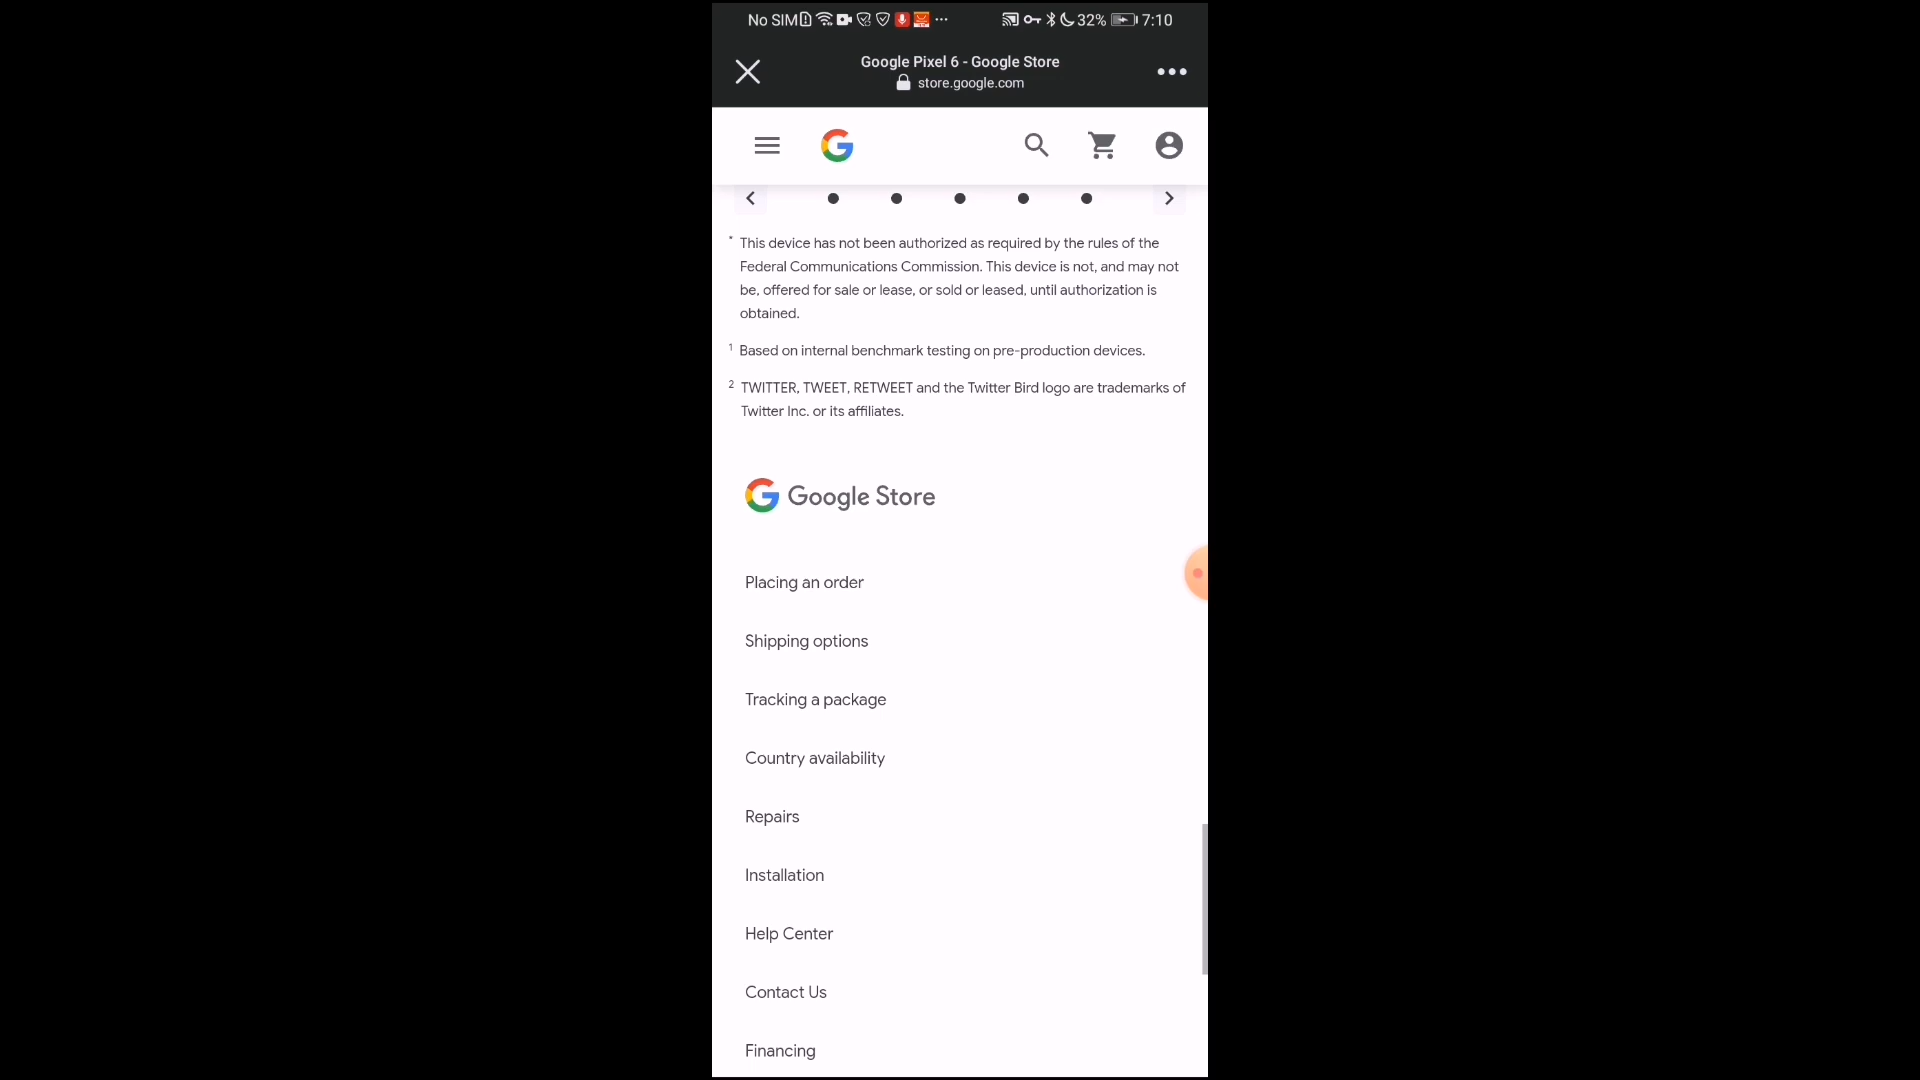 No SIM 32% 7:10
Google Pixel 6 - Google Store
store.google.com
* This device has not been authorized as required by the rules of the
Federal Communications Commission. This device is not, and may not
be, offered for sale or lease, or sold or leased, until authorization is
obtained.
1 Based on internal benchmark testing on pre-production devices.
2 TWITTER, TWEET, RETWEET and the Twitter Bird logo are trademarks of
Twitter Inc. or its affiliates.
Google Store
Placing an order
Shipping options
Tracking a package
Country availability
Repairs
Installation
Help Center
Contact Us
Financing